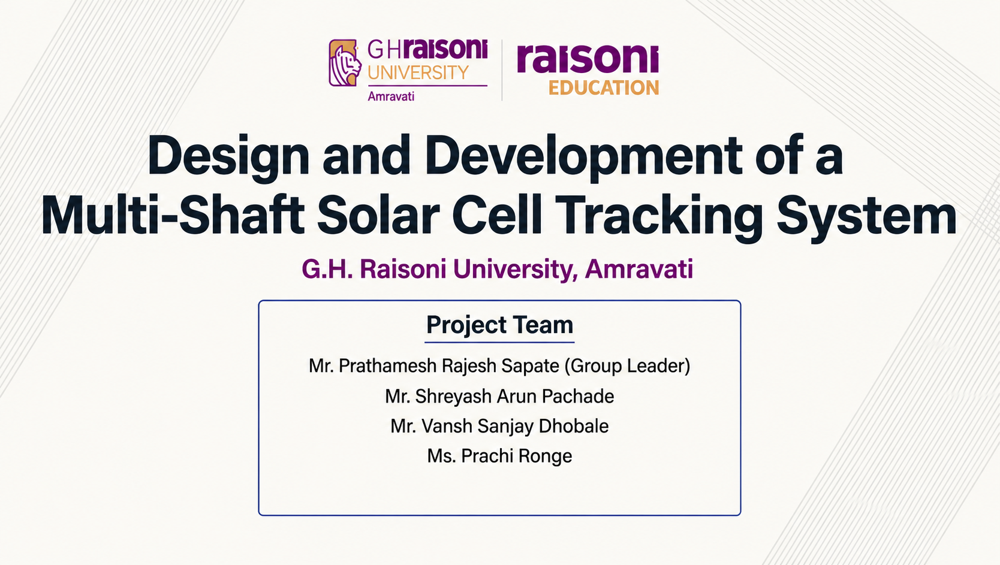 GHraisoni
UNIVERSITY
Amravati
raisoni
EDUCATION
Design and Development of a
Multi-Shaft Solar Cell Tracking System
G.H. Raisoni University, Amravati
Project Team
Mr. Prathamesh Rajesh Sapate (Group Leader)
Mr. Shreyash Arun Pachade
Mr. Vansh Sanjay Dhobale
Ms. Prachi Ronge